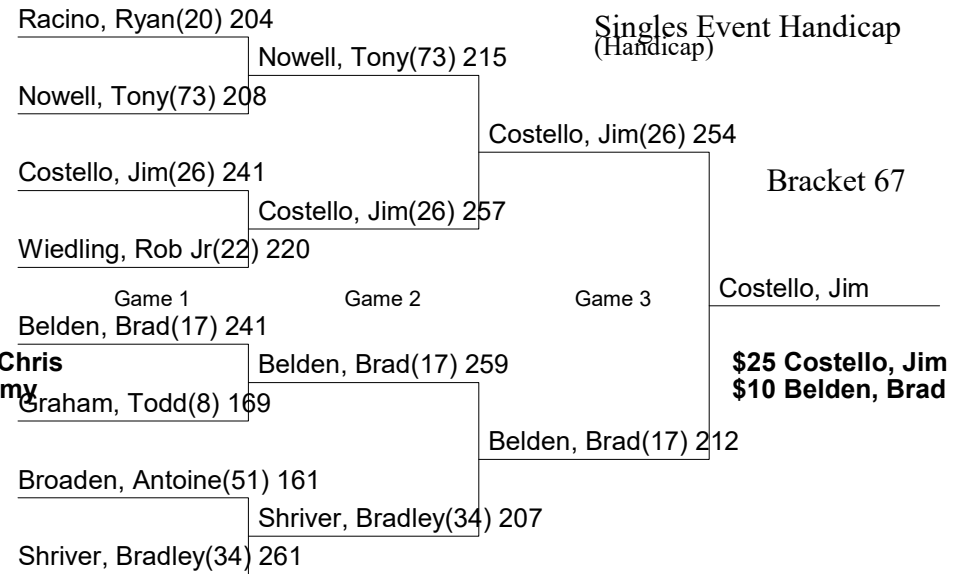 Racino, Ryan(20) 204
Singles Event Handicap
(Handicap)
Nowell, Tony(73) 215
Nowell, Tony(73) 208
Costello, Jim(26) 254
Costello, Jim(26) 241
Bracket 67
Costello, Jim(26) 257
Wiedling, Rob Jr(22) 220
Game 1
Game 2
Game 3
Costello, Jim
Belden, Brad(17) 241
Chris
Belden, Brad(17) 259
$25 Costello, Jim
my
$10 Belden, Brad
Graham, Todd(8) 169
Belden, Brad(17) 212
Broaden, Antoine(51) 161
Shriver, Bradley(34) 207
Shriver, Bradley(34) 261